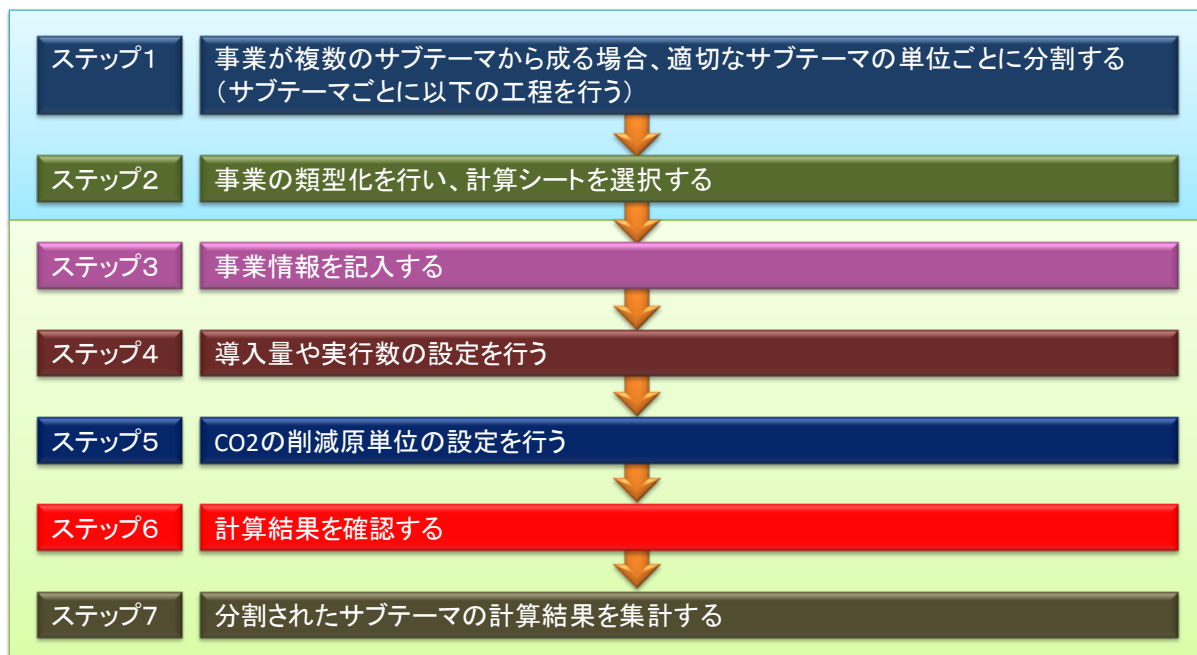 ステップ1
事業が複数のサブテーマから成る場合、適切なサブテーマの単位ごとに分割する
（サブテーマごとに以下の工程を行う）
ステップ2
事業の類型化を行い、計算シートを選択する
ステップ3
事業情報を記入する
ステップ4
導入量や実行数の設定を行う
ステップ5
CO2の削減原単位の設定を行う
ステップ6
計算結果を確認する
ステップ7
分割されたサブテーマの計算結果を集計する